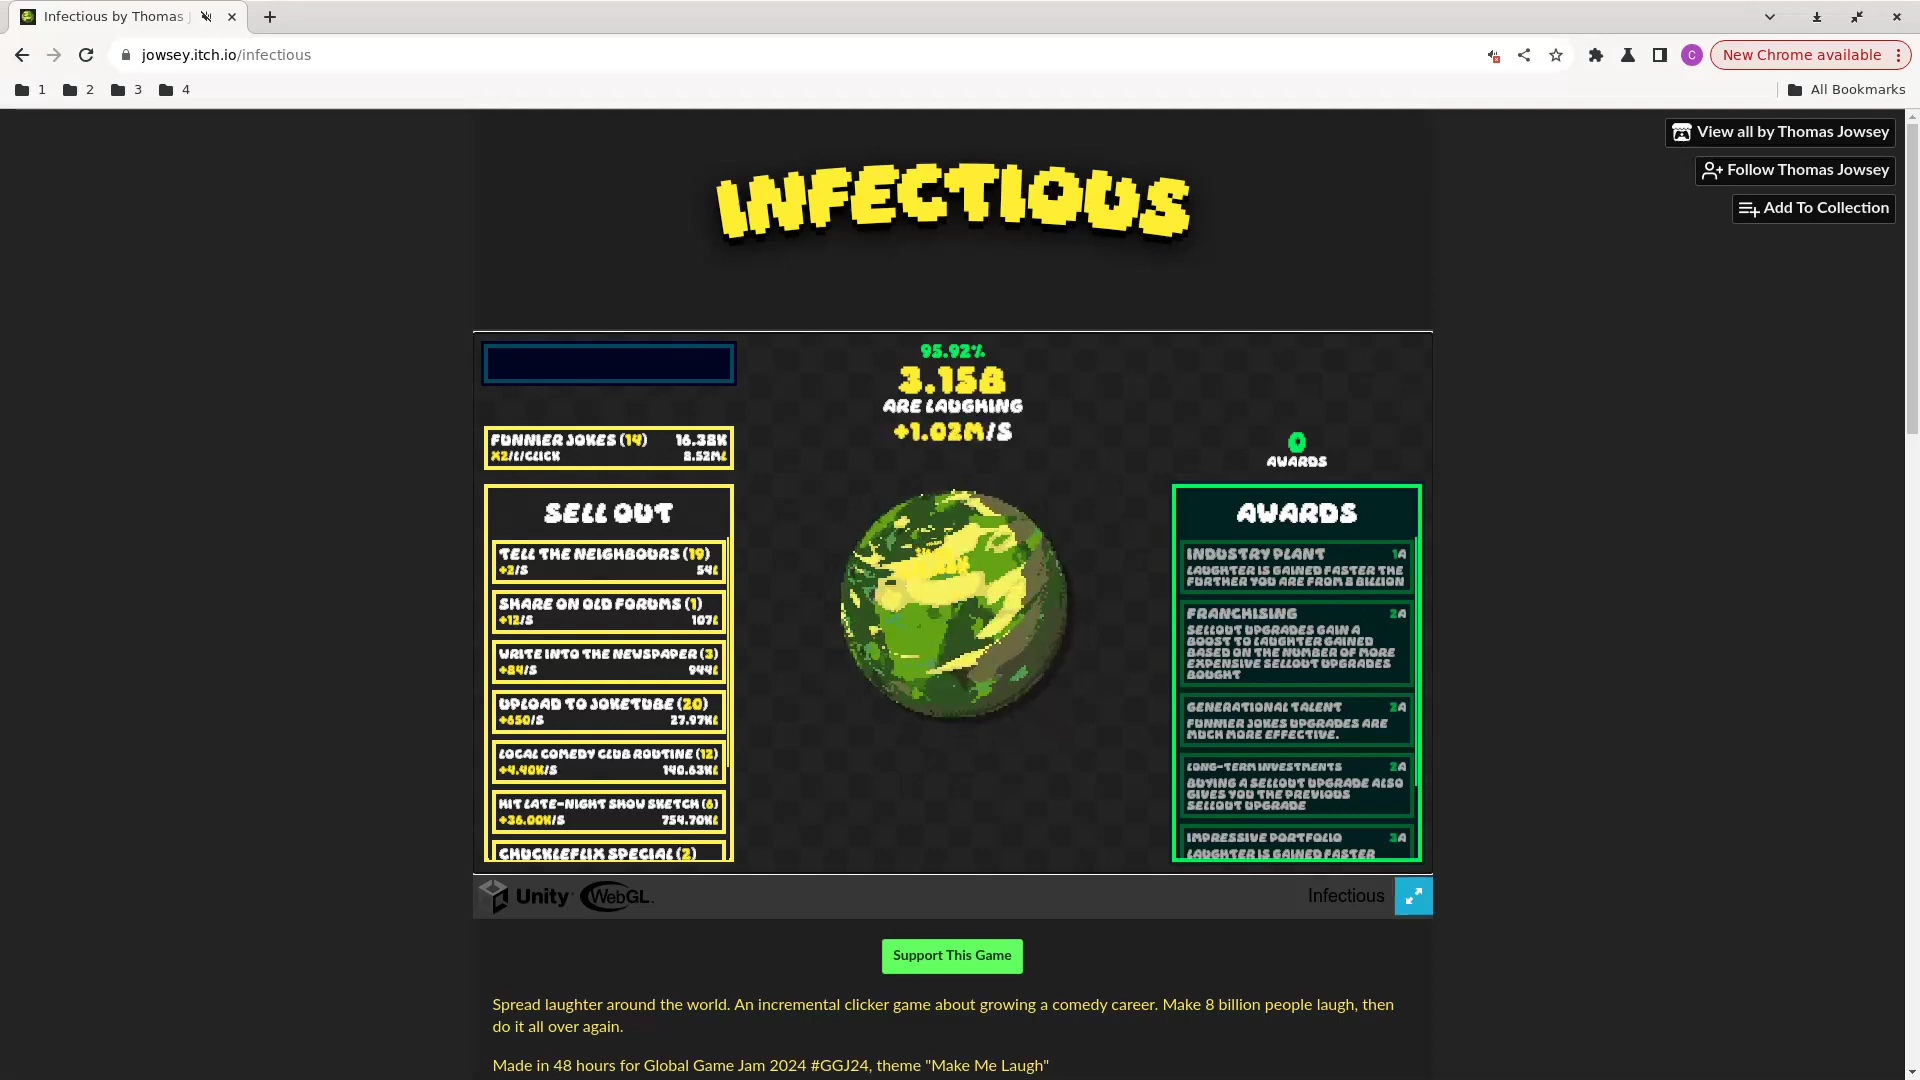 Infectious by Thomas J
jowsey.itch.io/infectious
New Chrome available
1
2
3
4
All Bookmarks
INFECTIOUS
View all by Thomas Jowsey
Follow Thomas Jowsey
Add To Collection
95.92%
3.15B
ARE LAUGHING
+1.02M/S
FUNNIER JOKES (14) 16.38K
X2/L/CLICK 8.52ML
SELL OUT
TELL THE NEIGHBOURS (19)
+2/S 54L
SHARE ON OLD FORUMS (1)
+12/S 107L
WRITE INTO THE NEWSPAPER (3)
+84/S 944L
UPLOAD TO JOKETUBE (20)
+650/S 27.97KL
LOCAL COMEDY CLUB ROUTINE (12)
+4.40K/S 140.63KL
HIT LATE-NIGHT SHOW SKETCH (6)
+36.00K/S 754.70KL
CHUCKLEFLIX SPECIAL (2)
0
AWARDS
AWARDS
INDUSTRY PLANT 1A
LAUGHTER IS GAINED FASTER THE
FURTHER YOU ARE FROM 8 BILLION
FRANCHISING 2A
SELLOUT UPGRADES GAIN A
BOOST TO LAUGHTER GAINED
BASED ON THE NUMBER OF MORE
EXPENSIVE SELLOUT UPGRADES
BOUGHT
GENERATIONAL TALENT 2A
FUNNIER JOKES UPGRADES ARE
MUCH MORE EFFECTIVE.
LONG-TERM INVESTMENTS 2A
BUYING A SELLOUT UPGRADE ALSO
GIVES YOU THE PREVIOUS
SELLOUT UPGRADE
IMPRESSIVE PORTFOLIO 3A
LAUGHTER IS GAINED FASTER
Unity
WebGL
Infectious
Support This Game
Spread laughter around the world. An incremental clicker game about growing a comedy career. Make 8 billion people laugh, then
do it all over again.
Made in 48 hours for Global Game Jam 2024 #GGJ24, theme "Make Me Laugh"
C